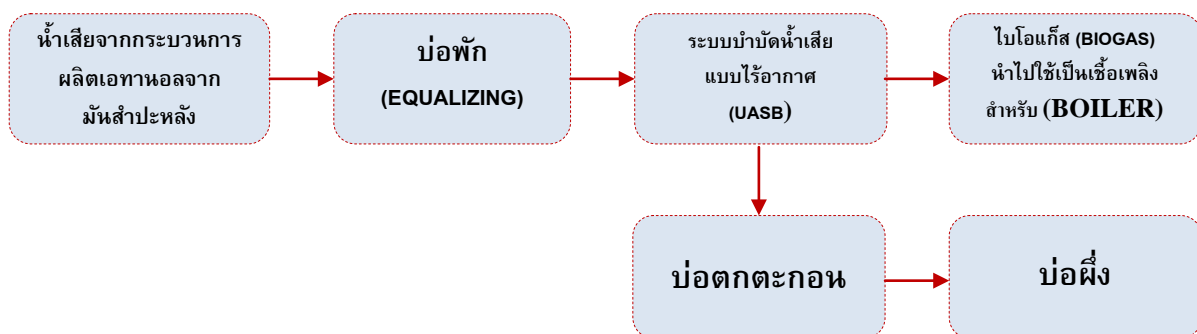 น้ำเสียจากกระบวนการ
ผลิตเอทานอลจาก
มันสำปะหลัง
บ่อพัก
(EQUALIZING)
ระบบบำบัดน้ำเสีย
แบบไร้อากาศ
(UASB)
ไบโอแก็ส (BIOGAS)
นำไปใช้เป็นเชื้อเพลิง
สำหรับ (BOILER)
บ่อตกตะกอน
บ่อผึ่ง